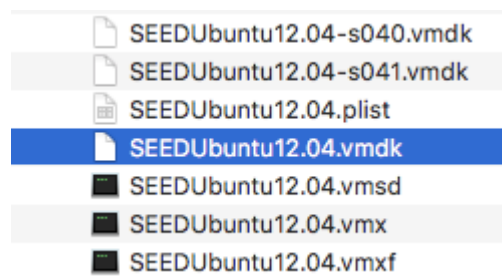 SEEDUbuntu12.04-s040.vmdk
SEEDUbuntu12.04-s041.vmdk
SEEDUbuntu12.04.plist
SEEDUbuntu12.04.vmdk
SEEDUbuntu12.04.vmsd
SEEDUbuntu12.04.vmx
SEEDUbuntu12.04.vmxf